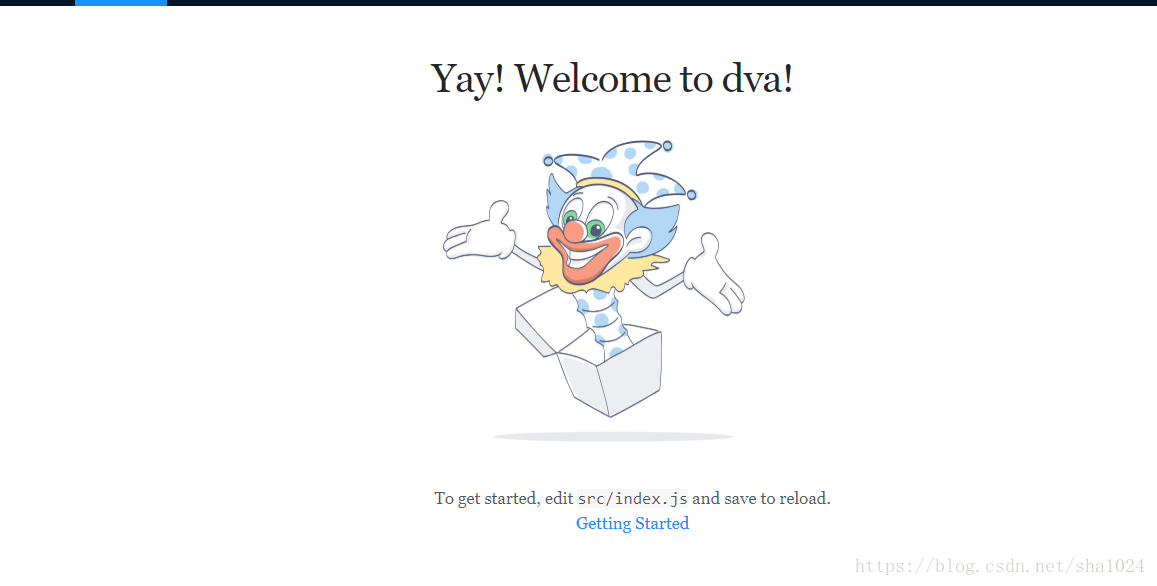 Yay! Welcome to dva!
To get started, edit src/index.js and save to reload.
Getting Started
https://blog.csdn.net/sha1024